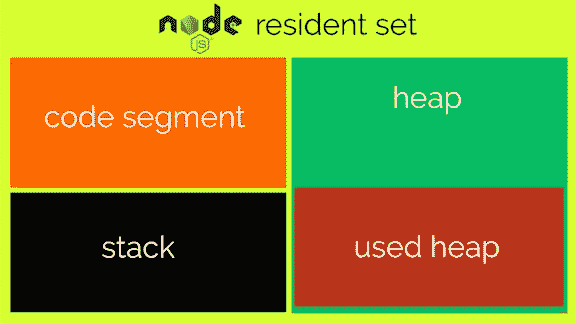 node resident set
JS
code segment
heap
stack
used heap